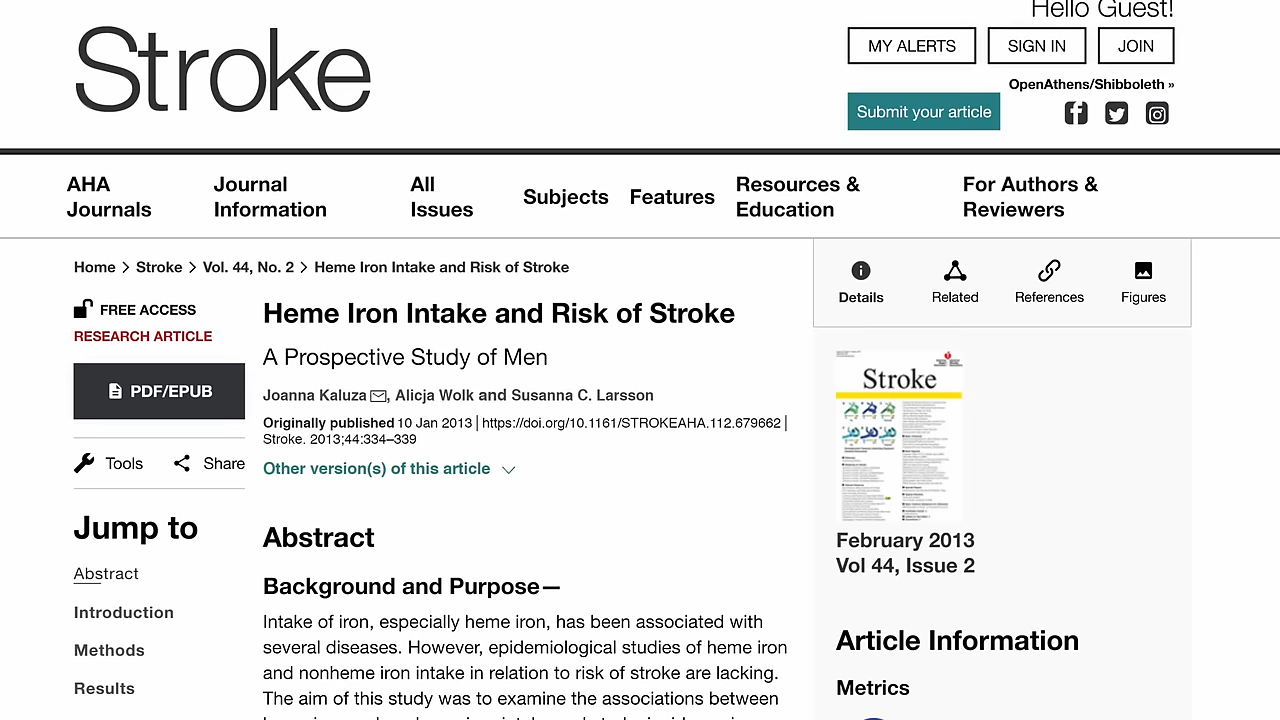 Hello Guest!
Stroke
MY ALERTS
SIGN IN
JOIN
OpenAthens/Shibboleth »
Submit your article
AHA Journals
Journal Information
All Issues
Subjects
Features
Resources & Education
For Authors & Reviewers
Home > Stroke > Vol. 44, No. 2 > Heme Iron Intake and Risk of Stroke
Details
Related
References
Figures
FREE ACCESS
RESEARCH ARTICLE
PDF/EPUB
Tools
Share
Heme Iron Intake and Risk of Stroke
A Prospective Study of Men
Joanna Kaluza, Alicja Wolk and Susanna C. Larsson
Originally published 10 Jan 2013 | https://doi.org/10.1161/STROKEAHA.112.679662 |
Stroke. 2013;44:334–339
Other version(s) of this article
Jump to
Abstract
Introduction
Methods
Results
Abstract
Background and Purpose—
Intake of iron, especially heme iron, has been associated with
several diseases. However, epidemiological studies of heme iron
and nonheme iron intake in relation to risk of stroke are lacking.
The aim of this study was to examine the associations between
Stroke
February 2013
Vol 44, Issue 2
Article Information
Metrics